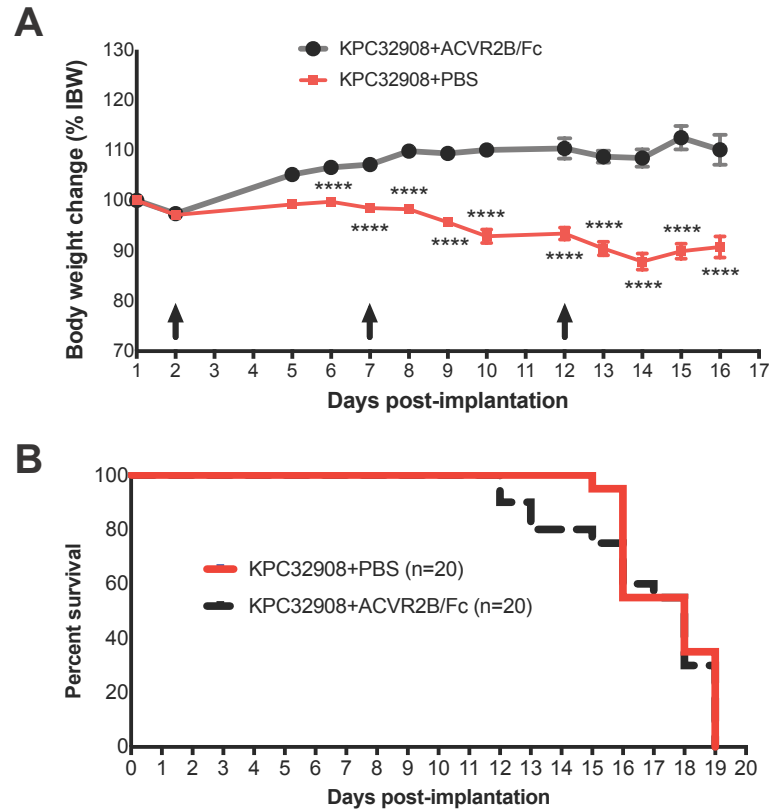 A
KPC32908+ACVR2B/Fc
KPC32908+PBS
Body weight change (% IBW)
130
120
110
100
90
80
70
**** ****
**** ****
**** ****
**** ****
**** ****
1 2 3 4 5 6 7 8 9 10 11 12 13 14 15 16 17
Days post-implantation
B
Percent survival
100
80
60
40
20
0
KPC32908+PBS (n=20)
KPC32908+ACVR2B/Fc (n=20)
0 1 2 3 4 5 6 7 8 9 10 11 12 13 14 15 16 17 18 19 20
Days post-implantation